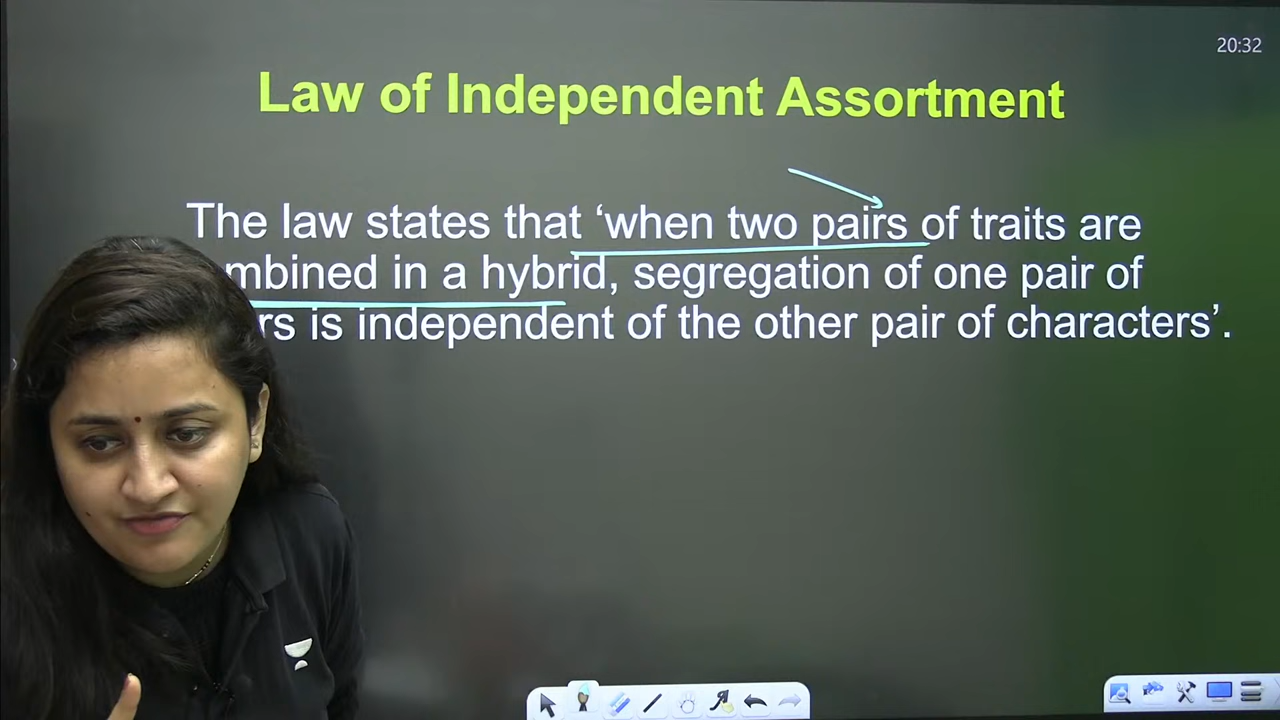 20:32
Law of Independent Assortment
The law states that ‘when two pairs of traits are
mbined in a hybrid, segregation of one pair of
rs is independent of the other pair of characters’.